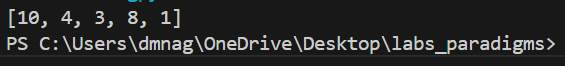 [10, 4, 3, 8, 1]
PS C:\Users\dmnag\OneDrive\Desktop\labs_paradigms>